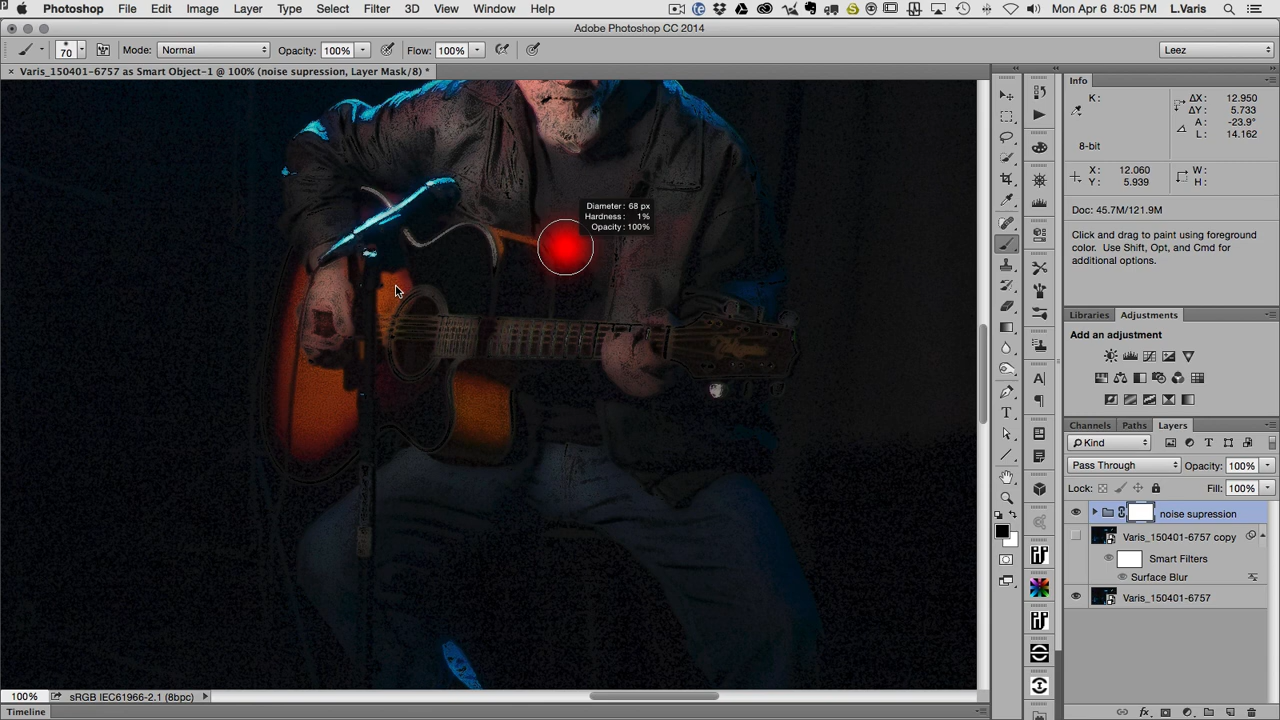 Photoshop File Edit Image Layer Type Select Filter 3D View Window Help Mon Apr 6 8:05 PM L.Varis
Adobe Photoshop CC 2014
70 Mode: Normal Opacity: 100% Flow: 100% Leez
× Varis_150401-6757 as Smart Object-1 @ 100% (noise supression, Layer Mask/8) *
Info
K:
8-bit
ΔX: 12.950
ΔY: 5.733
A: -23.9°
L: 14.162
X: 12.060
Y: 5.939
W:
H:
Doc: 45.7M/121.9M
Click and drag to paint using foreground
color. Use Shift, Opt, and Cmd for
additional options.
Diameter: 68 px
Hardness: 1%
Opacity: 100%
Libraries Adjustments
Add an adjustment
Channels Paths Layers
Kind
Pass Through Opacity: 100%
Lock: Fill: 100%
noise supression
Varis_150401-6757 copy
Smart Filters
Surface Blur
Varis_150401-6757
100% sRGB IEC61966-2.1 (8bpc)
Timeline